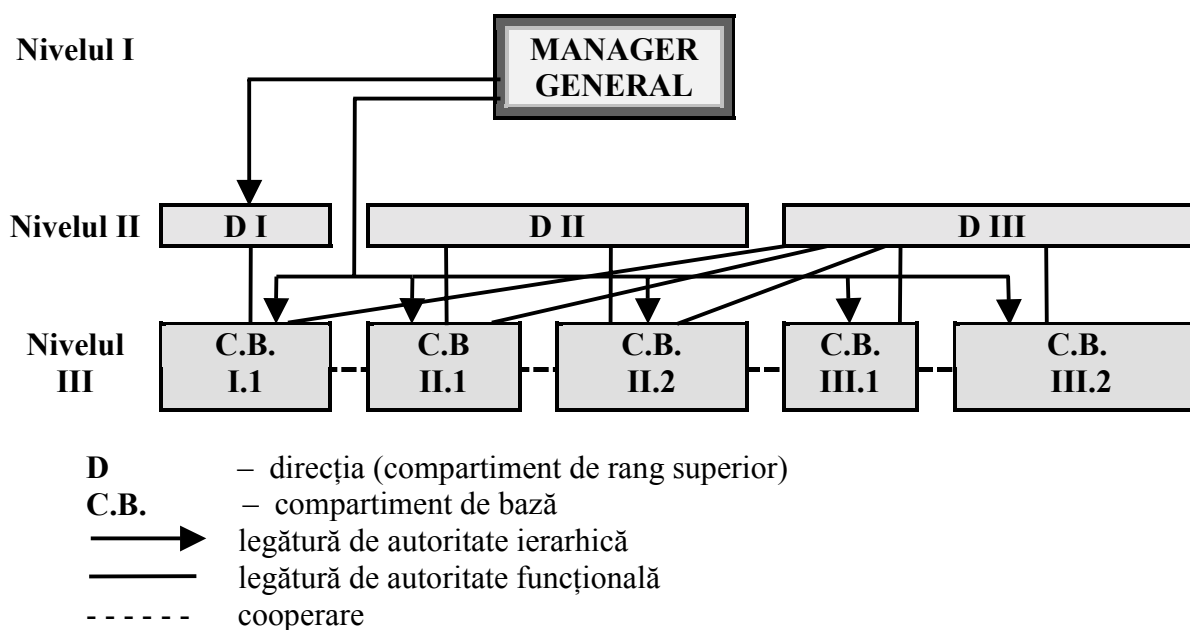 Nivelul I
MANAGER
GENERAL
Nivelul II
D I
D II
D III
Nivelul
III
C.B.
I.1
C.B
II.1
C.B.
II.2
C.B.
III.1
C.B.
III.2
D – direcția (compartiment de rang superior)
C.B. – compartiment de bază
legătură de autoritate ierarhică
legătură de autoritate funcțională
cooperare